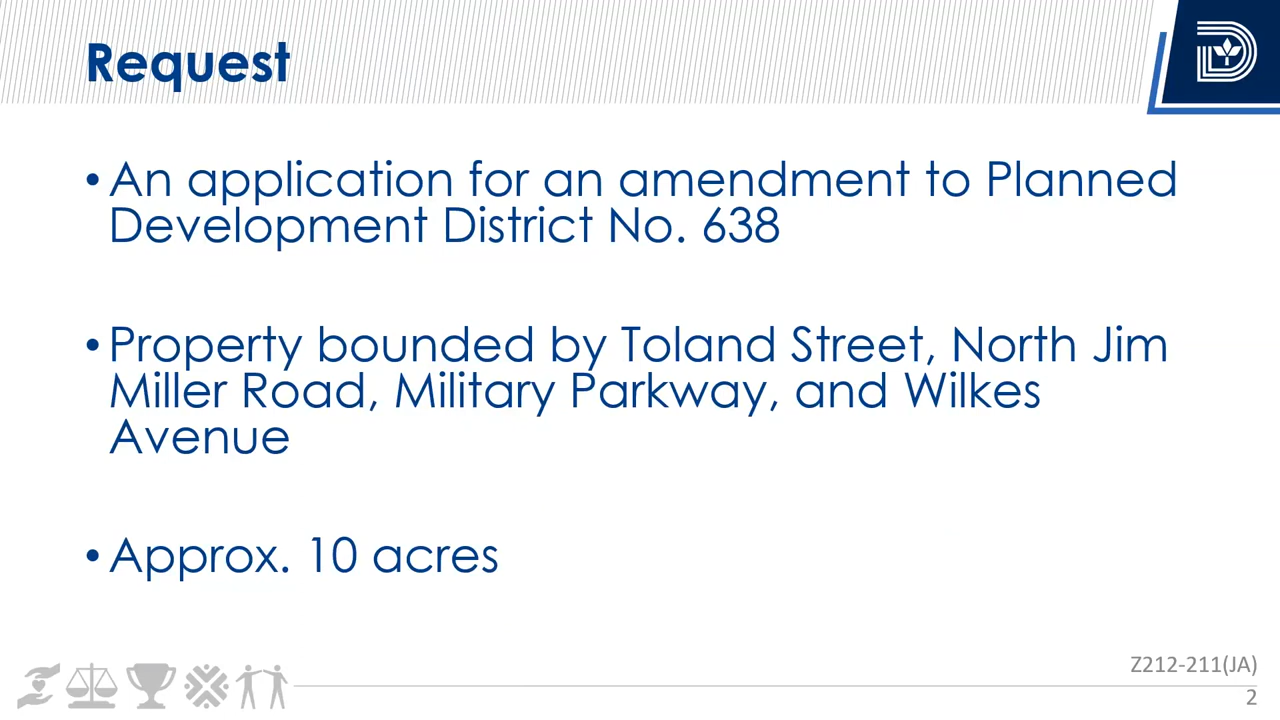 Request
• An application for an amendment to Planned
Development District No. 638
• Property bounded by Toland Street, North Jim
Miller Road, Military Parkway, and Wilkes
Avenue
• Approx. 10 acres
Z212-211(JA)
2